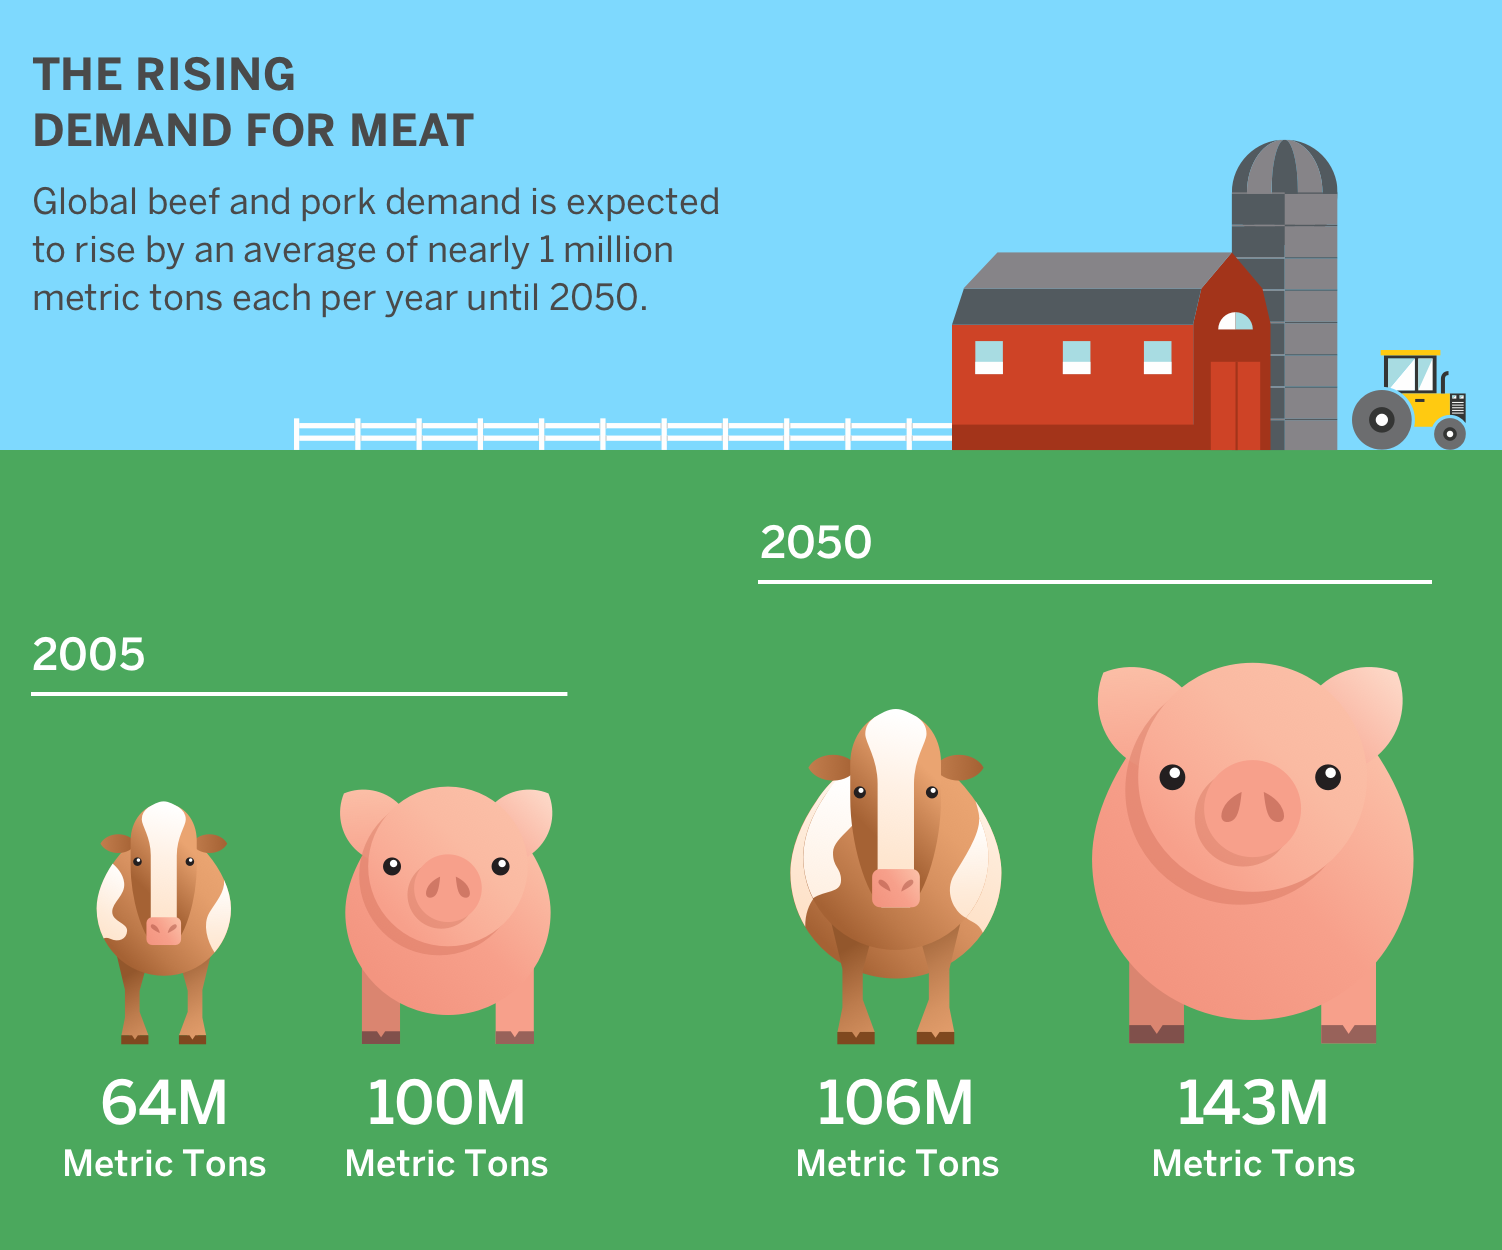 THE RISING
DEMAND FOR MEAT
Global beef and pork demand is expected
to rise by an average of nearly 1 million
metric tons each per year until 2050.
2005
64M
Metric Tons
100M
Metric Tons
2050
106M
Metric Tons
143M
Metric Tons